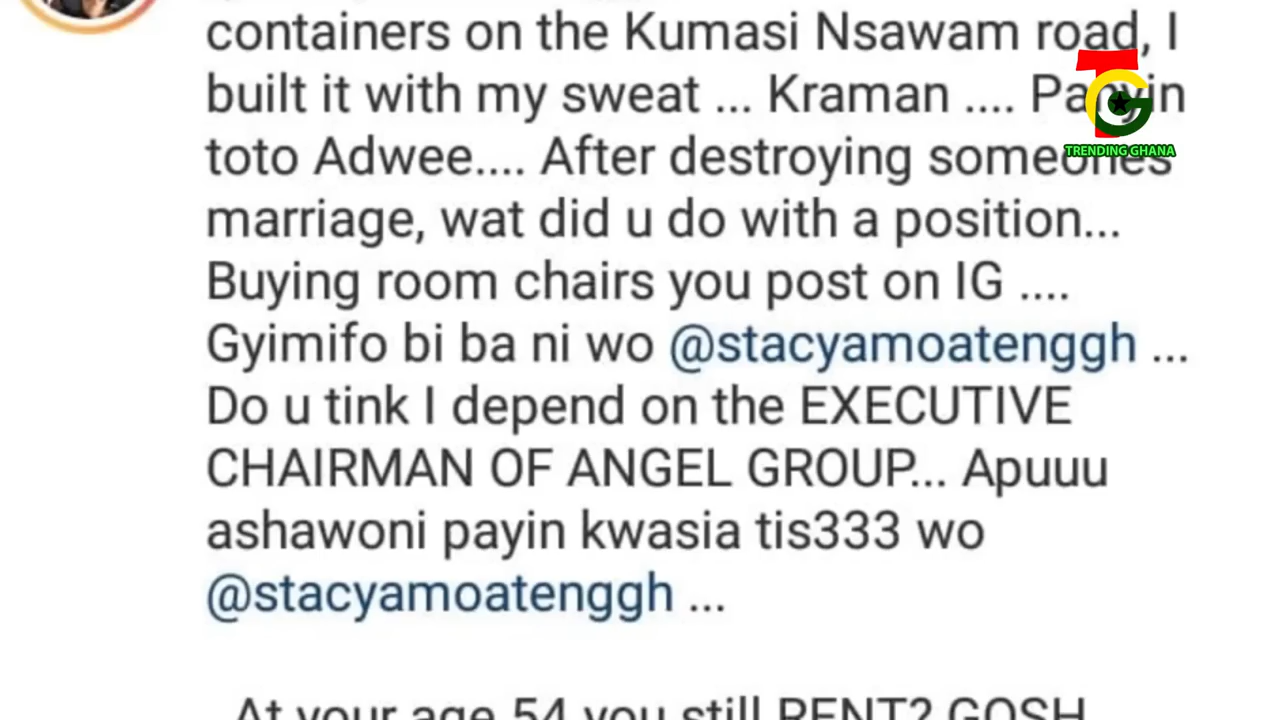 containers on the Kumasi Nsawam road, I
built it with my sweat ... Kraman .... Panyin
toto Adwee.... After destroying someones
marriage, wat did u do with a position...
Buying room chairs you post on IG ....
Gyimifo bi ba ni wo @stacyamoatenggh ...
Do u tink I depend on the EXECUTIVE
CHAIRMAN OF ANGEL GROUP... Apuuu
ashawoni payin kwasia tis333 wo
@stacyamoatenggh ...
At your age 54 you still RENT? GOSH
TG
TRENDING GHANA